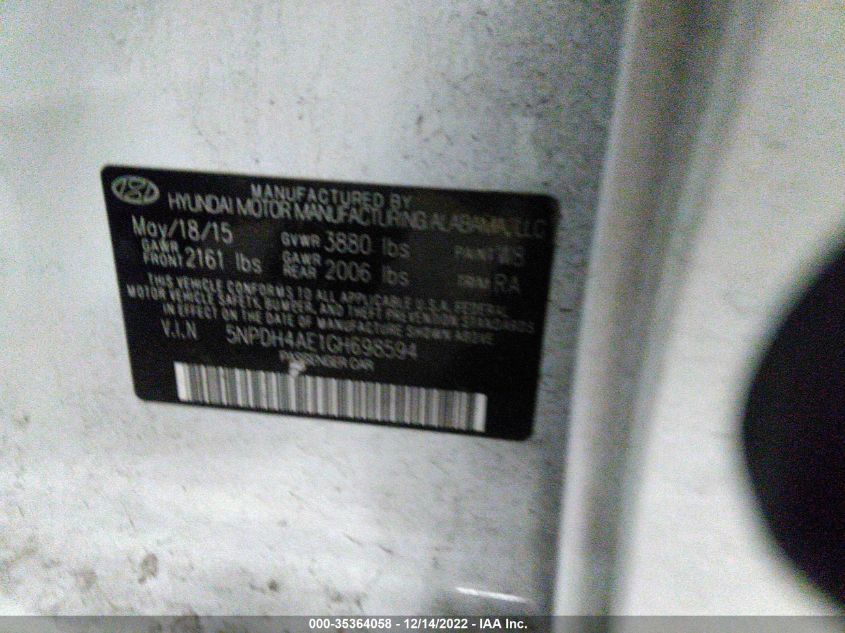 MANUFACTURED BY
HYUNDAI MOTOR MANUFACTURING ALABAMA, LLC
May/18/15 GVWR 3880 lbs PAINT W8
GAWR FRONT 2161 lbs GAWR REAR 2006 lbs TRIM RA
THIS VEHICLE CONFORMS TO ALL APPLICABLE U.S.A. FEDERAL
MOTOR VEHICLE SAFETY, BUMPER, AND THEFT PREVENTION STANDARDS
IN EFFECT ON THE DATE OF MANUFACTURE SHOWN ABOVE
V.I.N 5NPDH4AE1GH698594
PASSENGER CAR
000-35364058 - 12/14/2022 - IAA Inc.